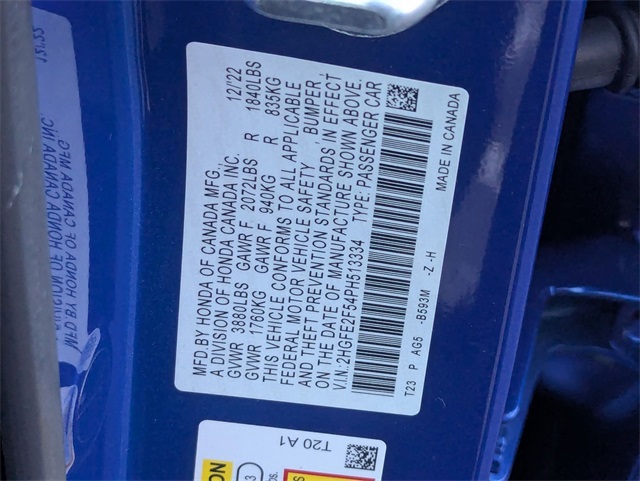 MFD.BY HONDA OF CANADA MFG.,
A DIVISION OF HONDA CANADA INC. 12/22
GVWR 3880LBS GAWR F 2072LBS R 1840LBS
GVWR 1760KG GAWR F 940KG R 835KG
THIS VEHICLE CONFORMS TO ALL APPLICABLE
FEDERAL MOTOR VEHICLE SAFETY, BUMPER,
AND THEFT PREVENTION STANDARDS IN EFFECT
ON THE DATE OF MANUFACTURE SHOWN ABOVE.
V.I.N.:2HGFE2F54PH513334 TYPE:PASSENGER CAR
T23 P AG5 -B593M -Z -H MADE IN CANADA
T20 A1